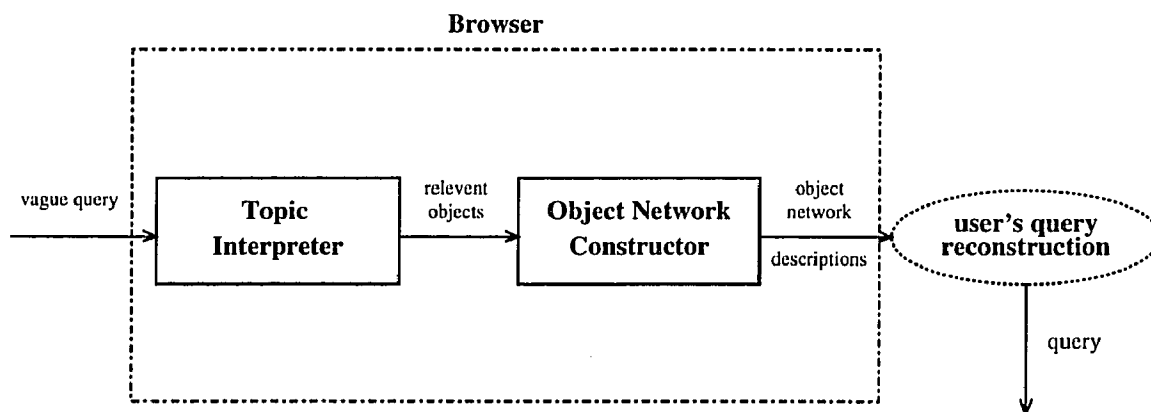 Browser
vague query
Topic
Interpreter
relevent
objects
Object Network
Constructor
object
network
descriptions
user's query
reconstruction
query